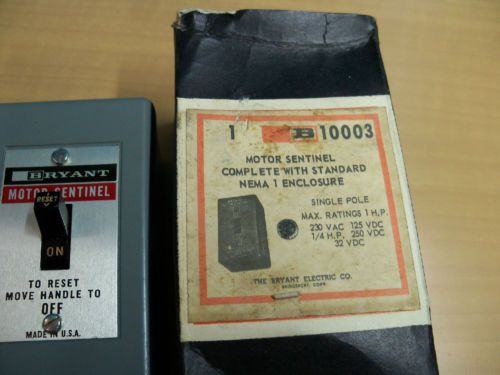 BRYANT
MOTOR SENTINEL
RESET
ON
TO RESET
MOVE HANDLE TO
OFF
MADE IN U.S.A.
1 B 10003
MOTOR SENTINEL
COMPLETE WITH STANDARD
NEMA 1 ENCLOSURE
SINGLE POLE
MAX. RATINGS 1 H.P.
230 VAC 125 VDC
1/4 H.P. 250 VDC
32 VDC
THE BRYANT ELECTRIC CO.
BRIDGEPORT, CONN.